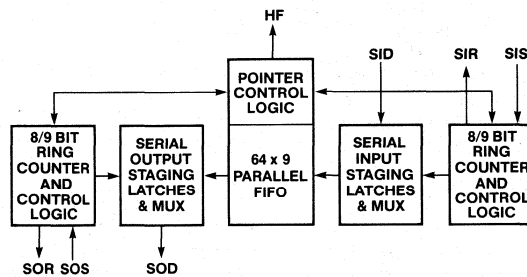 HF
SID
SIR
SIS
POINTER
CONTROL
LOGIC
8/9 BIT
RING
COUNTER
AND
CONTROL
LOGIC
SERIAL
OUTPUT
STAGING
LATCHES
& MUX
64 x 9
PARALLEL
FIFO
SERIAL
INPUT
STAGING
LATCHES
& MUX
8/9 BIT
RING
COUNTER
AND
CONTROL
LOGIC
SOR
SOS
SOD